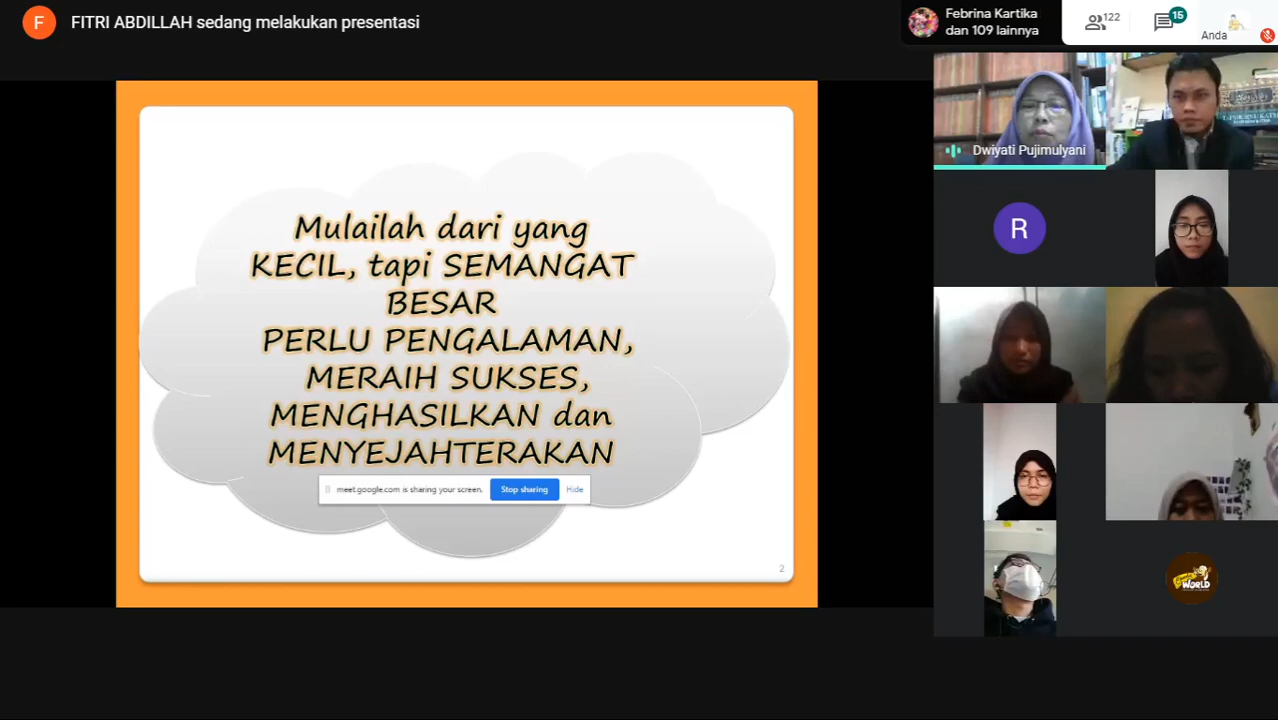 F
FITRI ABDILLAH sedang melakukan presentasi
Febrina Kartika
dan 109 lainnya
122
15
Anda
Mulailah dari yang
KECIL, tapi SEMANGAT
BESAR
PERLU PENGALAMAN,
MERAIH SUKSES,
MENGHASILKAN dan
MENYEJAHTERAKAN
meet.google.com is sharing your screen.
Stop sharing
Hide
2
Dwiyati Pujimulyani
R
WORLD